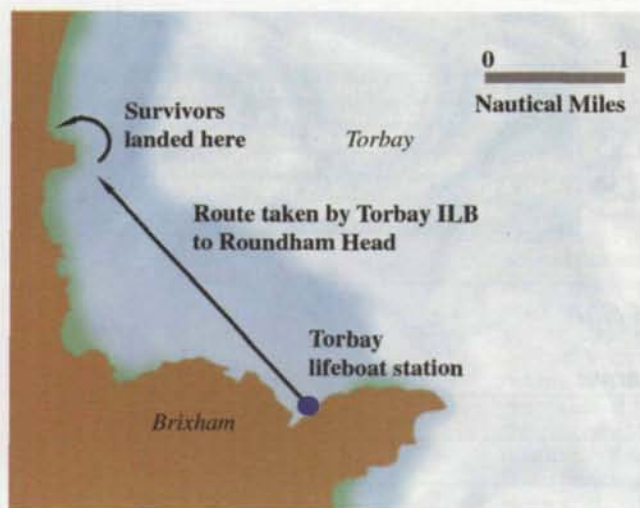 0 1
Nautical Miles
Survivors
landed here
Torbay
Route taken by Torbay ILB
to Roundham Head
Torbay
lifeboat station
Brixham